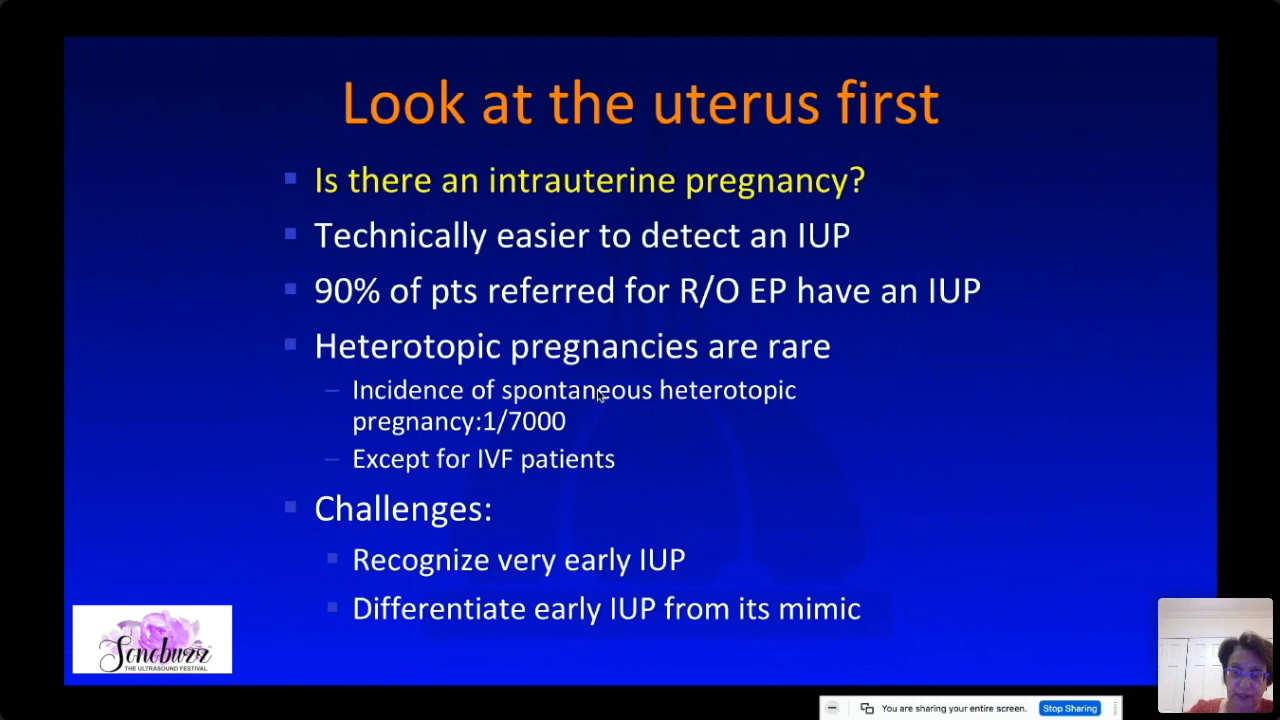 Look at the uterus first
Is there an intrauterine pregnancy?
Technically easier to detect an IUP
90% of pts referred for R/O EP have an IUP
Heterotopic pregnancies are rare
– Incidence of spontaneous heterotopic
pregnancy:1/7000
– Except for IVF patients
Challenges:
Recognize very early IUP
Differentiate early IUP from its mimic
Sonobuzz
THE ULTRASOUND FESTIVAL
You are sharing your entire screen.
Stop Sharing